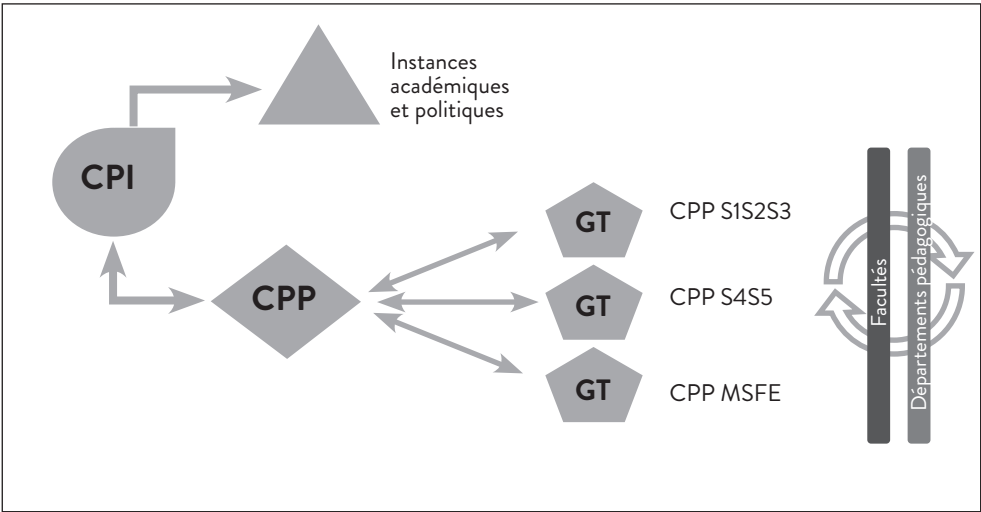 Instances
académiques
et politiques
CPI
CPP
GT
CPP S1S2S3
GT
CPP S4S5
GT
CPP MSFE
Facultés
Départements pédagogiques